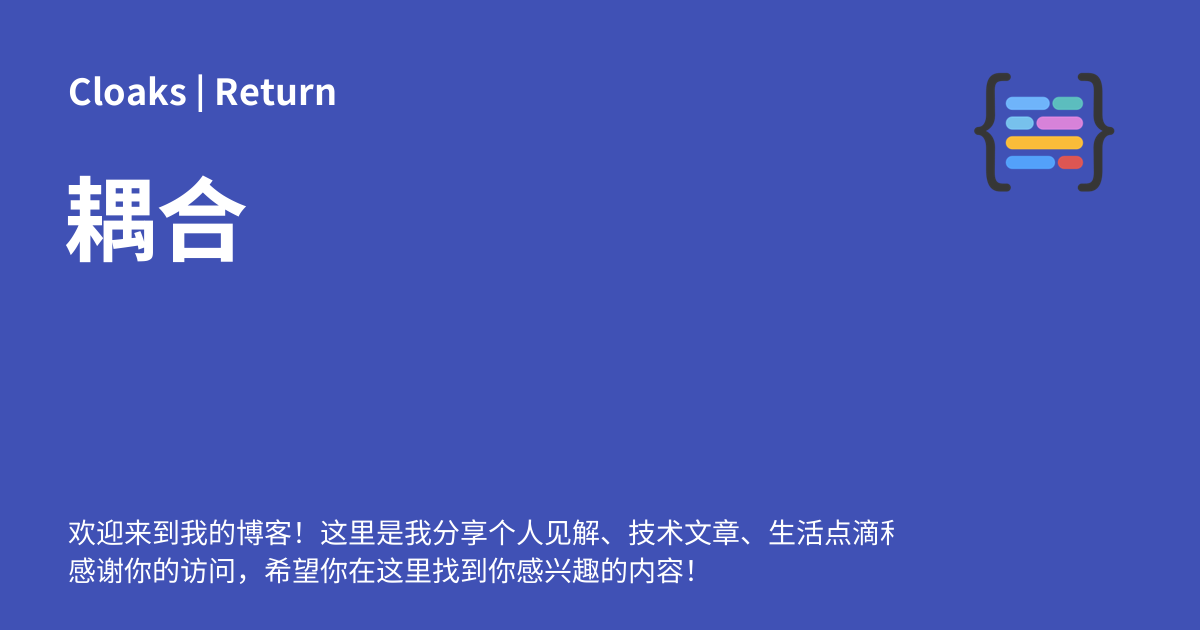 Cloaks | Return
耦合
欢迎来到我的博客！这里是我分享个人见解、技术文章、生活点滴
感谢你的访问，希望你在这里找到你感兴趣的内容！